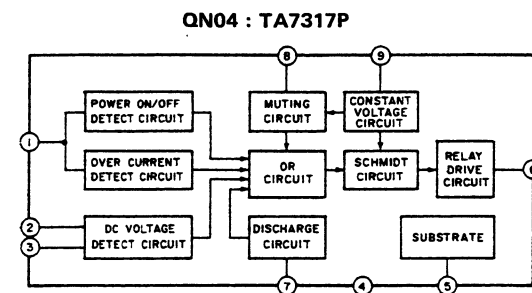 QN04 : TA7317P
8
9
POWER ON/OFF
DETECT CIRCUIT
MUTING
CIRCUIT
CONSTANT
VOLTAGE
CIRCUIT
1
OVER CURRENT
DETECT CIRCUIT
OR
CIRCUIT
SCHMIDT
CIRCUIT
RELAY
DRIVE
CIRCUIT
6
2
3
DC VOLTAGE
DETECT CIRCUIT
DISCHARGE
CIRCUIT
SUBSTRATE
7
4
5